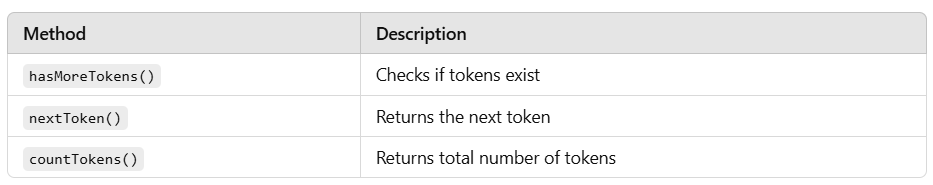 Method Description
hasMoreTokens() Checks if tokens exist
nextToken() Returns the next token
countTokens() Returns total number of tokens